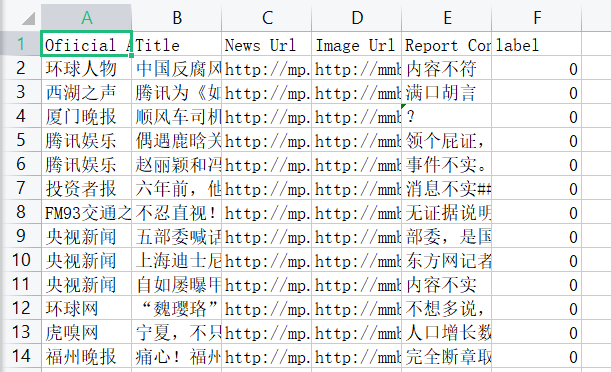 A B C D E F
1 Ofiicial A Title News Url Image Url Report Con label
2 环球人物 中国反腐风 http://mp. http://mmb 内容不符 0
3 西湖之声 腾讯为《如 http://mp. http://mmb 满口胡言 0
4 厦门晚报 顺风车司机 http://mp. http://mmb ? 0
5 腾讯娱乐 偶遇鹿晗关 http://mp. http://mmb 领个屁证, 0
6 腾讯娱乐 赵丽颖和冯 http://mp. http://mmb 事件不实。 0
7 投资者报 六年前,他 http://mp. http://mmb 消息不实## 0
8 FM93交通之 不忍直视! http://mp. http://mmb 无证据说明 0
9 央视新闻 五部委喊话 http://mp. http://mmb 部委,是国 0
10 央视新闻 上海迪士尼 http://mp. http://mmb 东方网记者 0
11 央视新闻 自如屡曝甲 http://mp. http://mmb 内容不实 0
12 环球网 “魏璎珞” http://mp. http://mmb 不想多说, 0
13 虎嗅网 宁夏,不只 http://mp. http://mmb 人口增长数 0
14 福州晚报 痛心!福州 http://mp. http://mmb 完全断章取 0